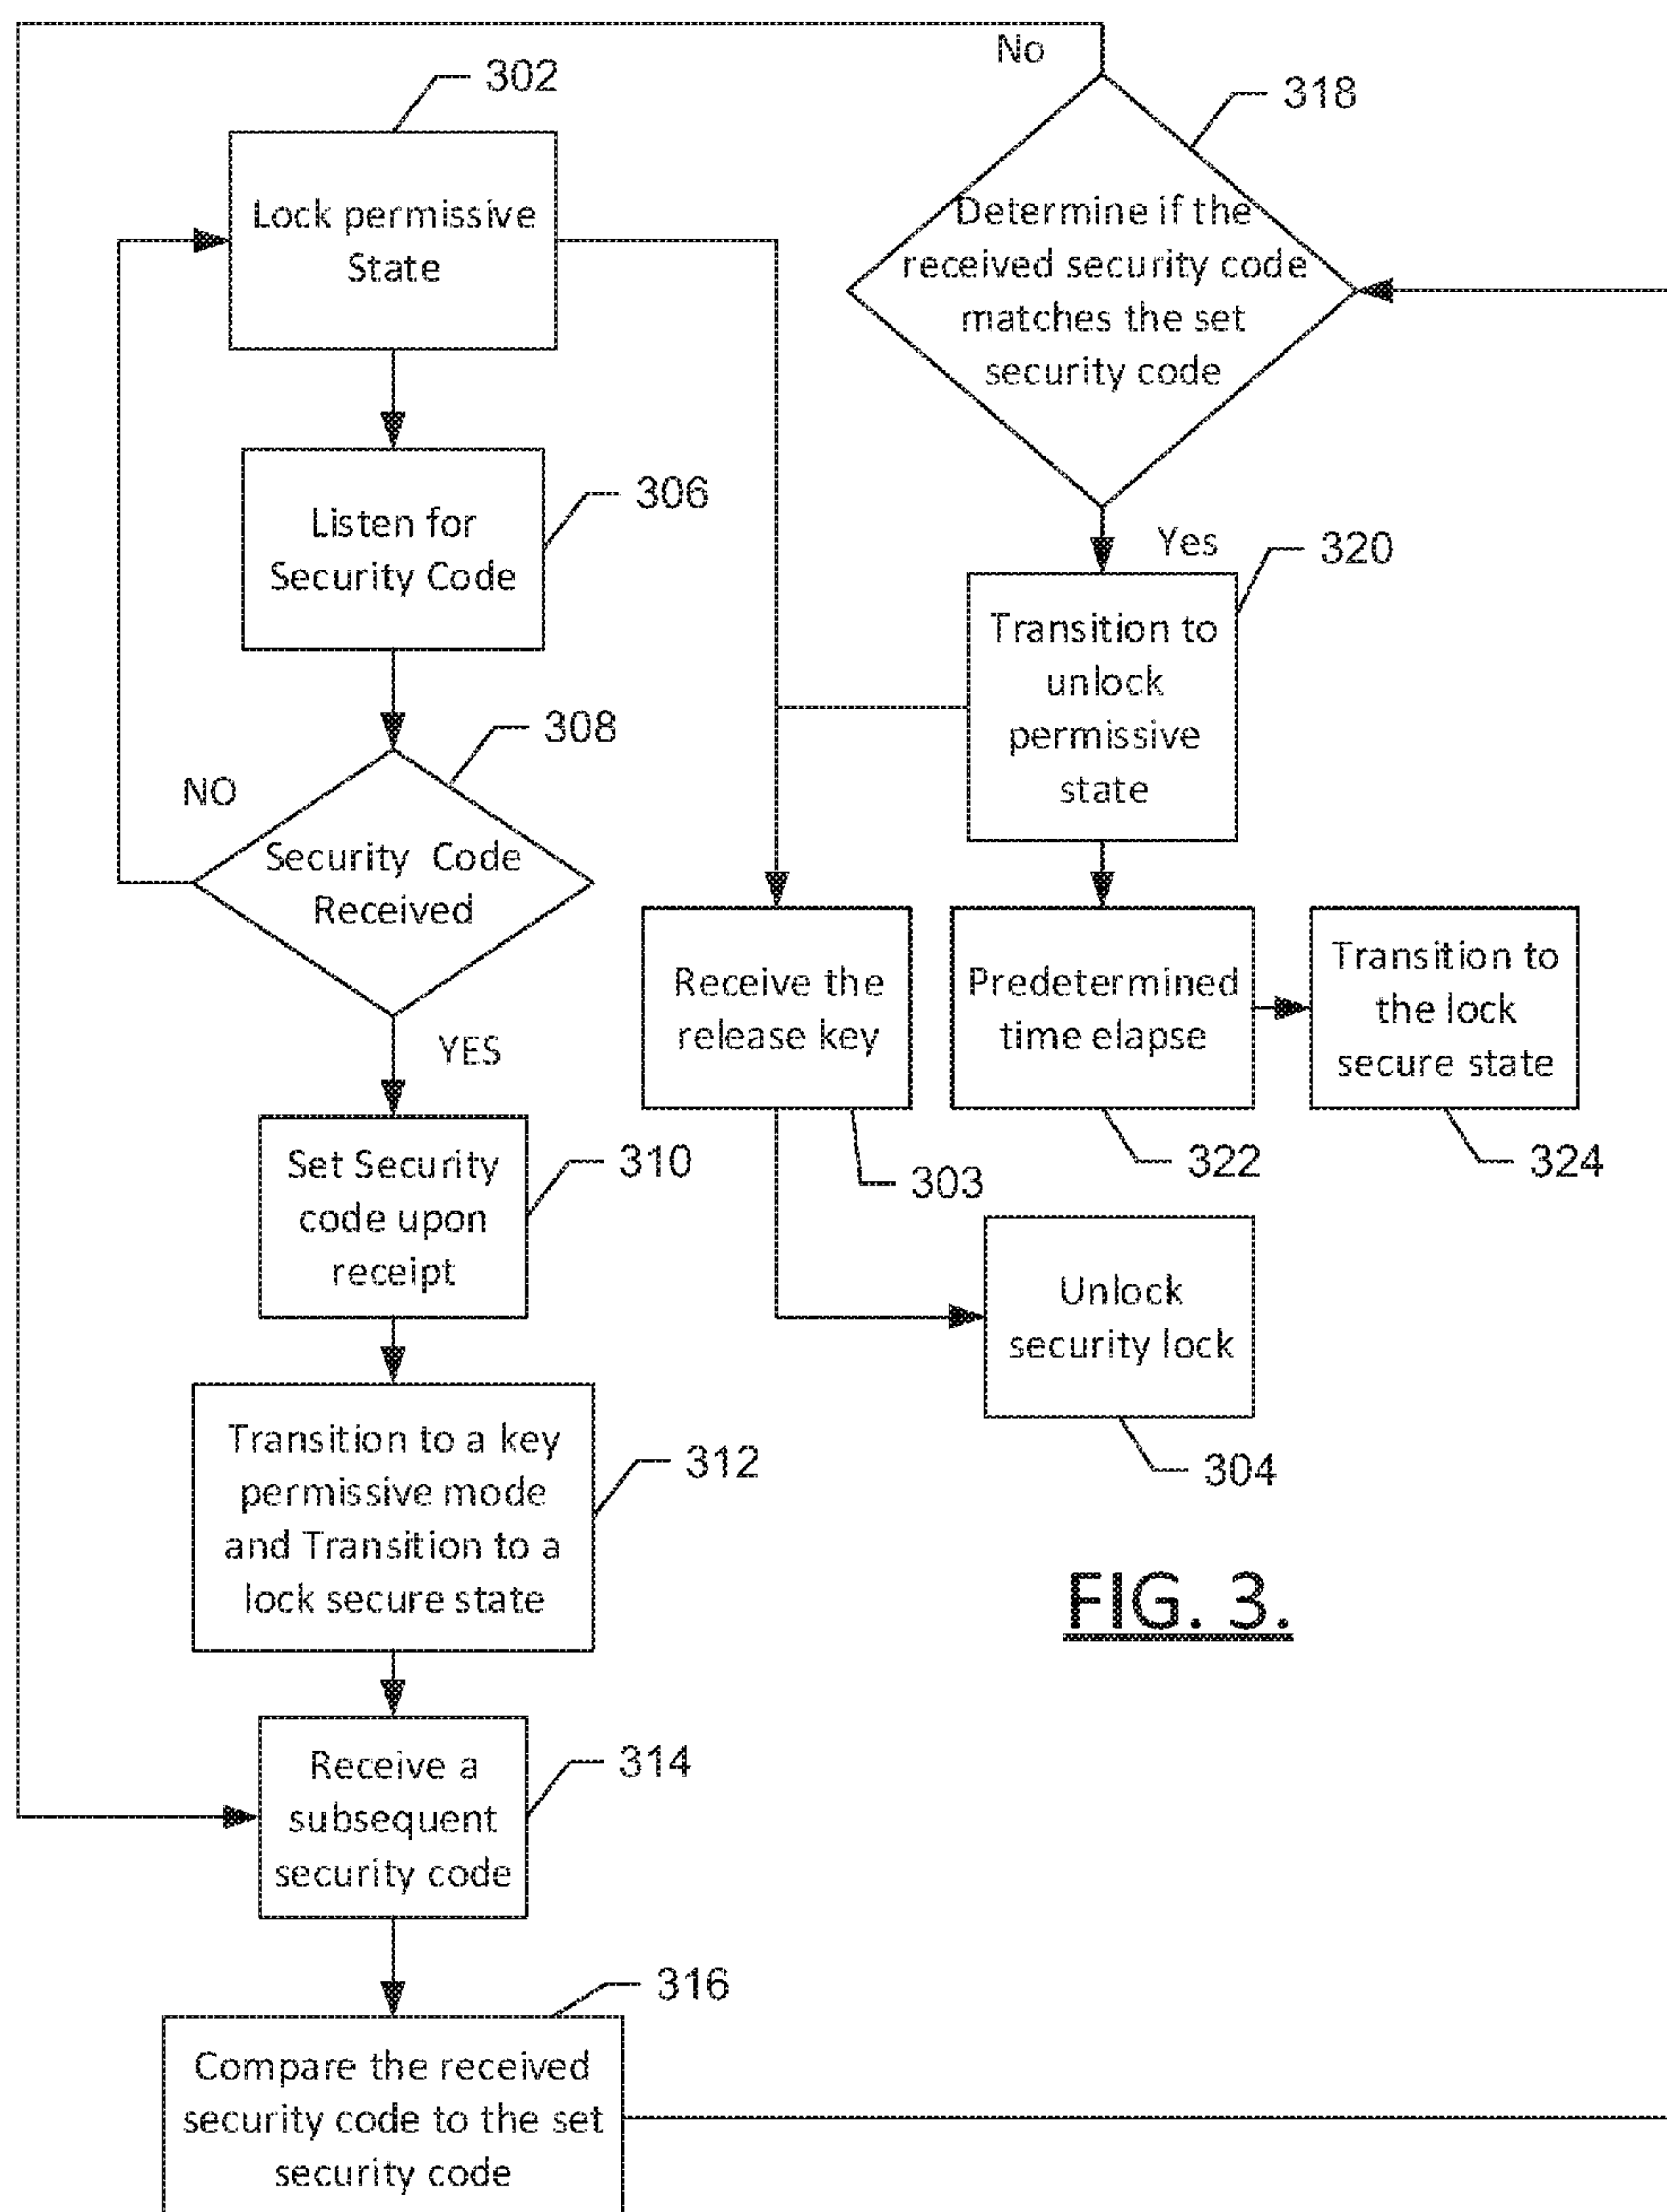 302
Lock permissive
State
306
Listen for
Security Code
308
NO
Security Code
Received
YES
Set Security
code upon
receipt
310
Transition to a key
permissive mode
and Transition to a
lock secure state
312
Receive a
subsequent
security code
314
316
Compare the received
security code to the set
security code
No
318
Determine if the
received security code
matches the set
security code
Yes
320
Transition to
unlock
permissive
state
Receive the
release key
303
Predetermined
time elapse
322
Transition to
the lock
secure state
324
Unlock
security lock
304
FIG. 3.